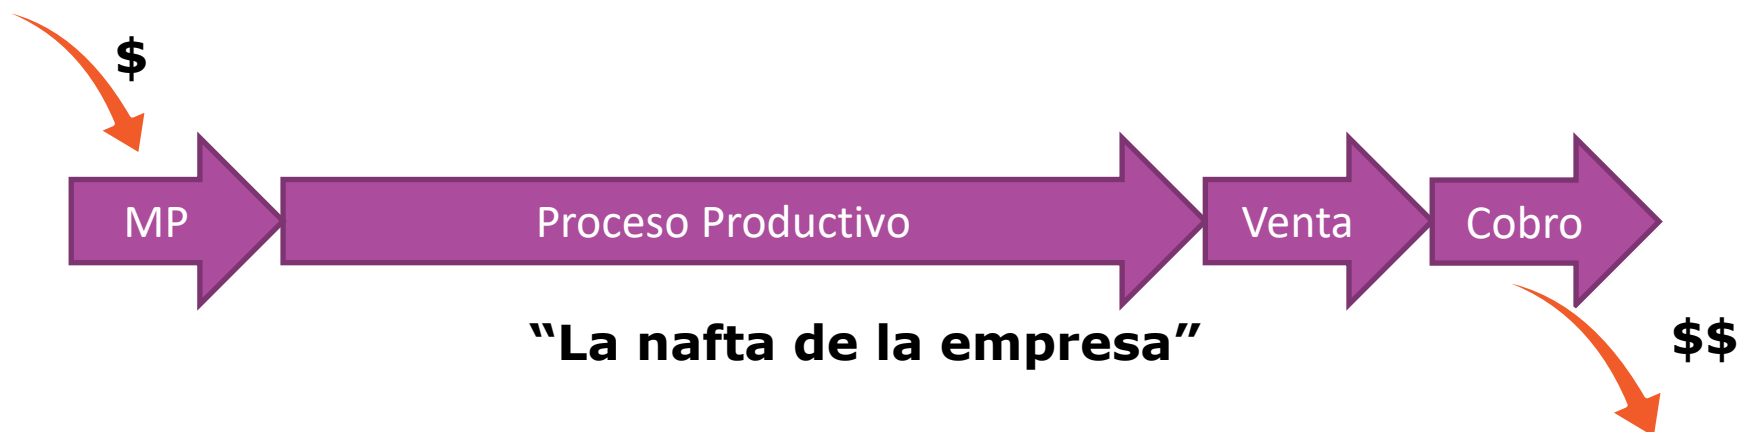 $
MP
Proceso Productivo
Venta
Cobro
“La nafta de la empresa”
$$